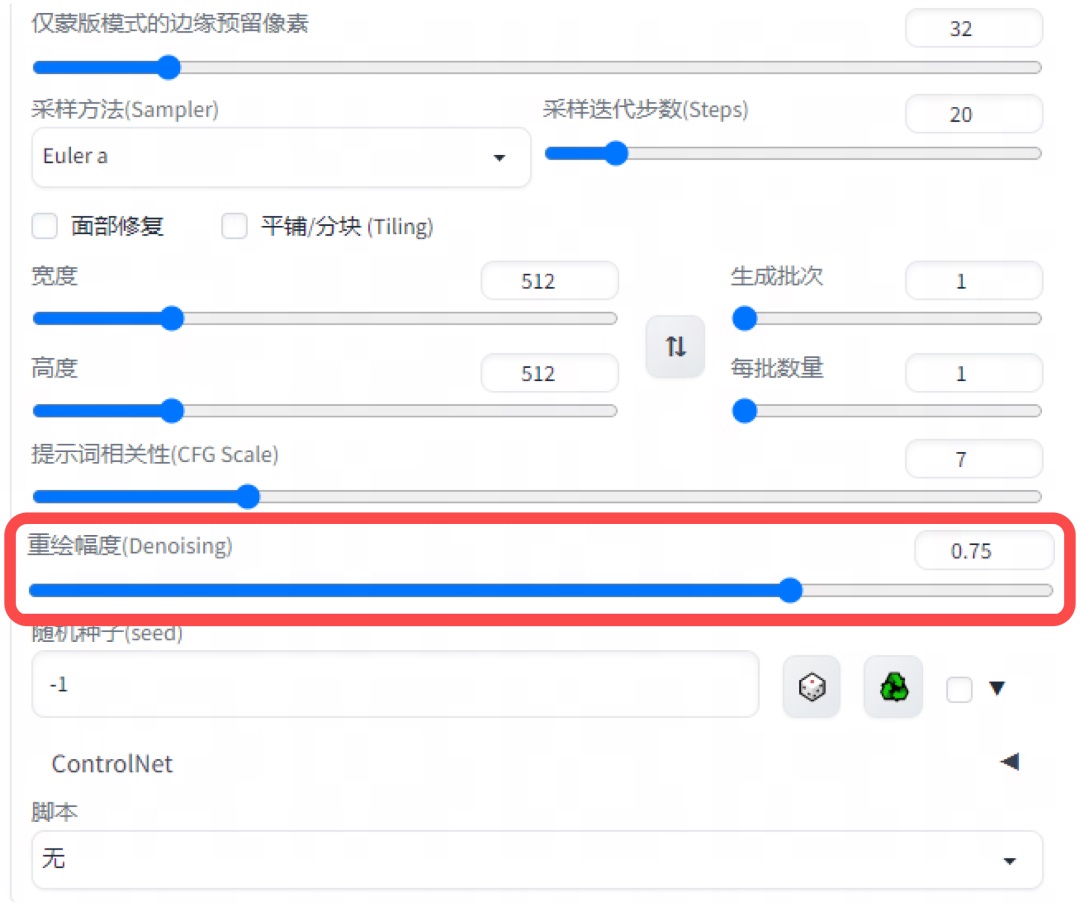 仅蒙版模式的边缘预留像素 32
采样方法(Sampler) 采样迭代步数(Steps) 20
Euler a
面部修复 平铺/分块 (Tiling)
宽度 512 生成批次 1
高度 512 每批数量 1
提示词相关性(CFG Scale) 7
重绘幅度(Denoising) 0.75
随机种子(seed)
-1
ControlNet
脚本
无